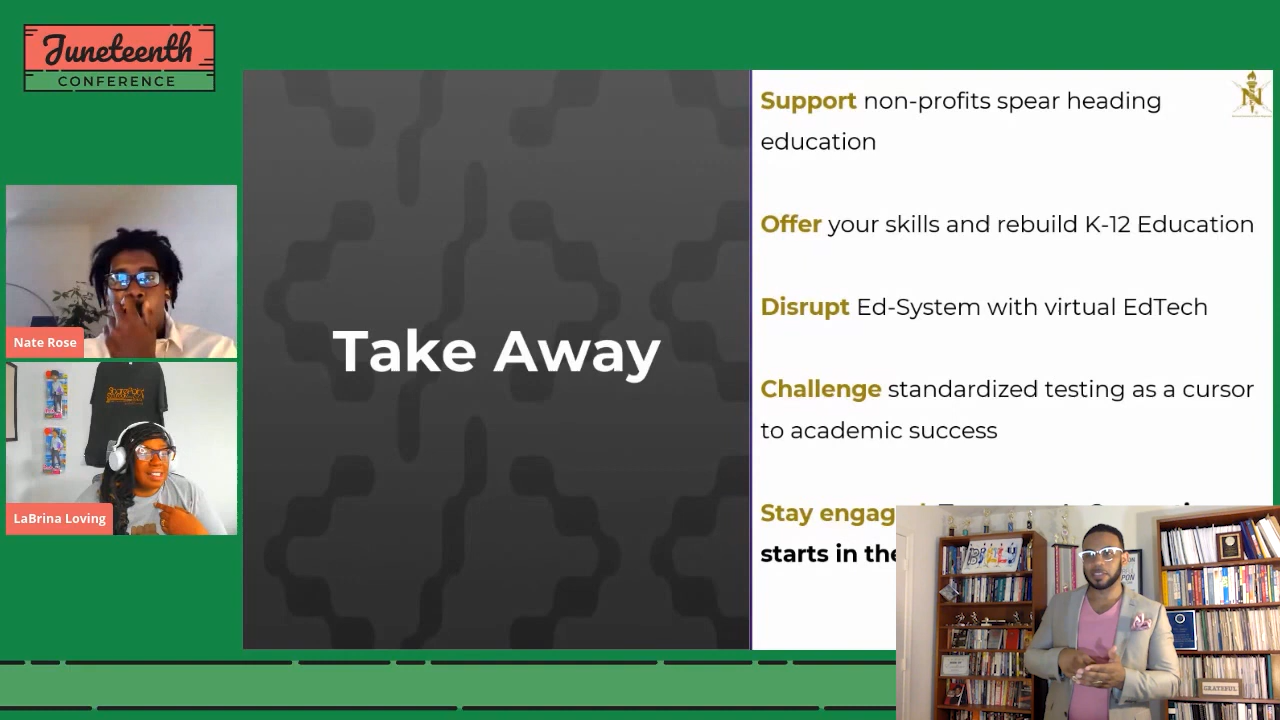 Juneteenth
CONFERENCE
Support non-profits spear heading
education
Offer your skills and rebuild K-12 Education
Disrupt Ed-System with virtual EdTech
Challenge standardized testing as a cursor
to academic success
Stay engag
starts in the
Take Away
Nate Rose
LaBrina Loving
GRATEFUL